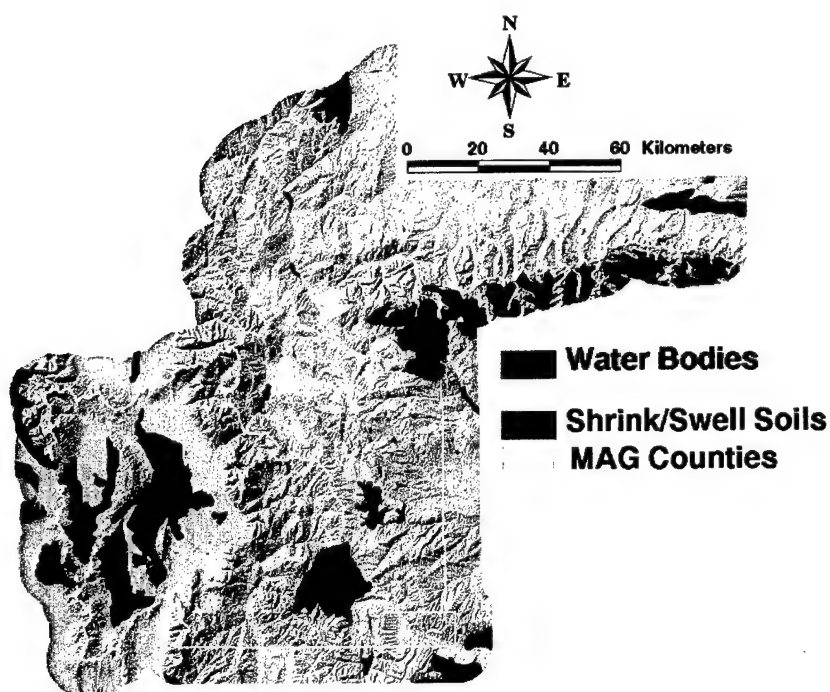 N
W E
S
0 20 40 60 Kilometers
Water Bodies
Shrink/Swell Soils
MAG Counties